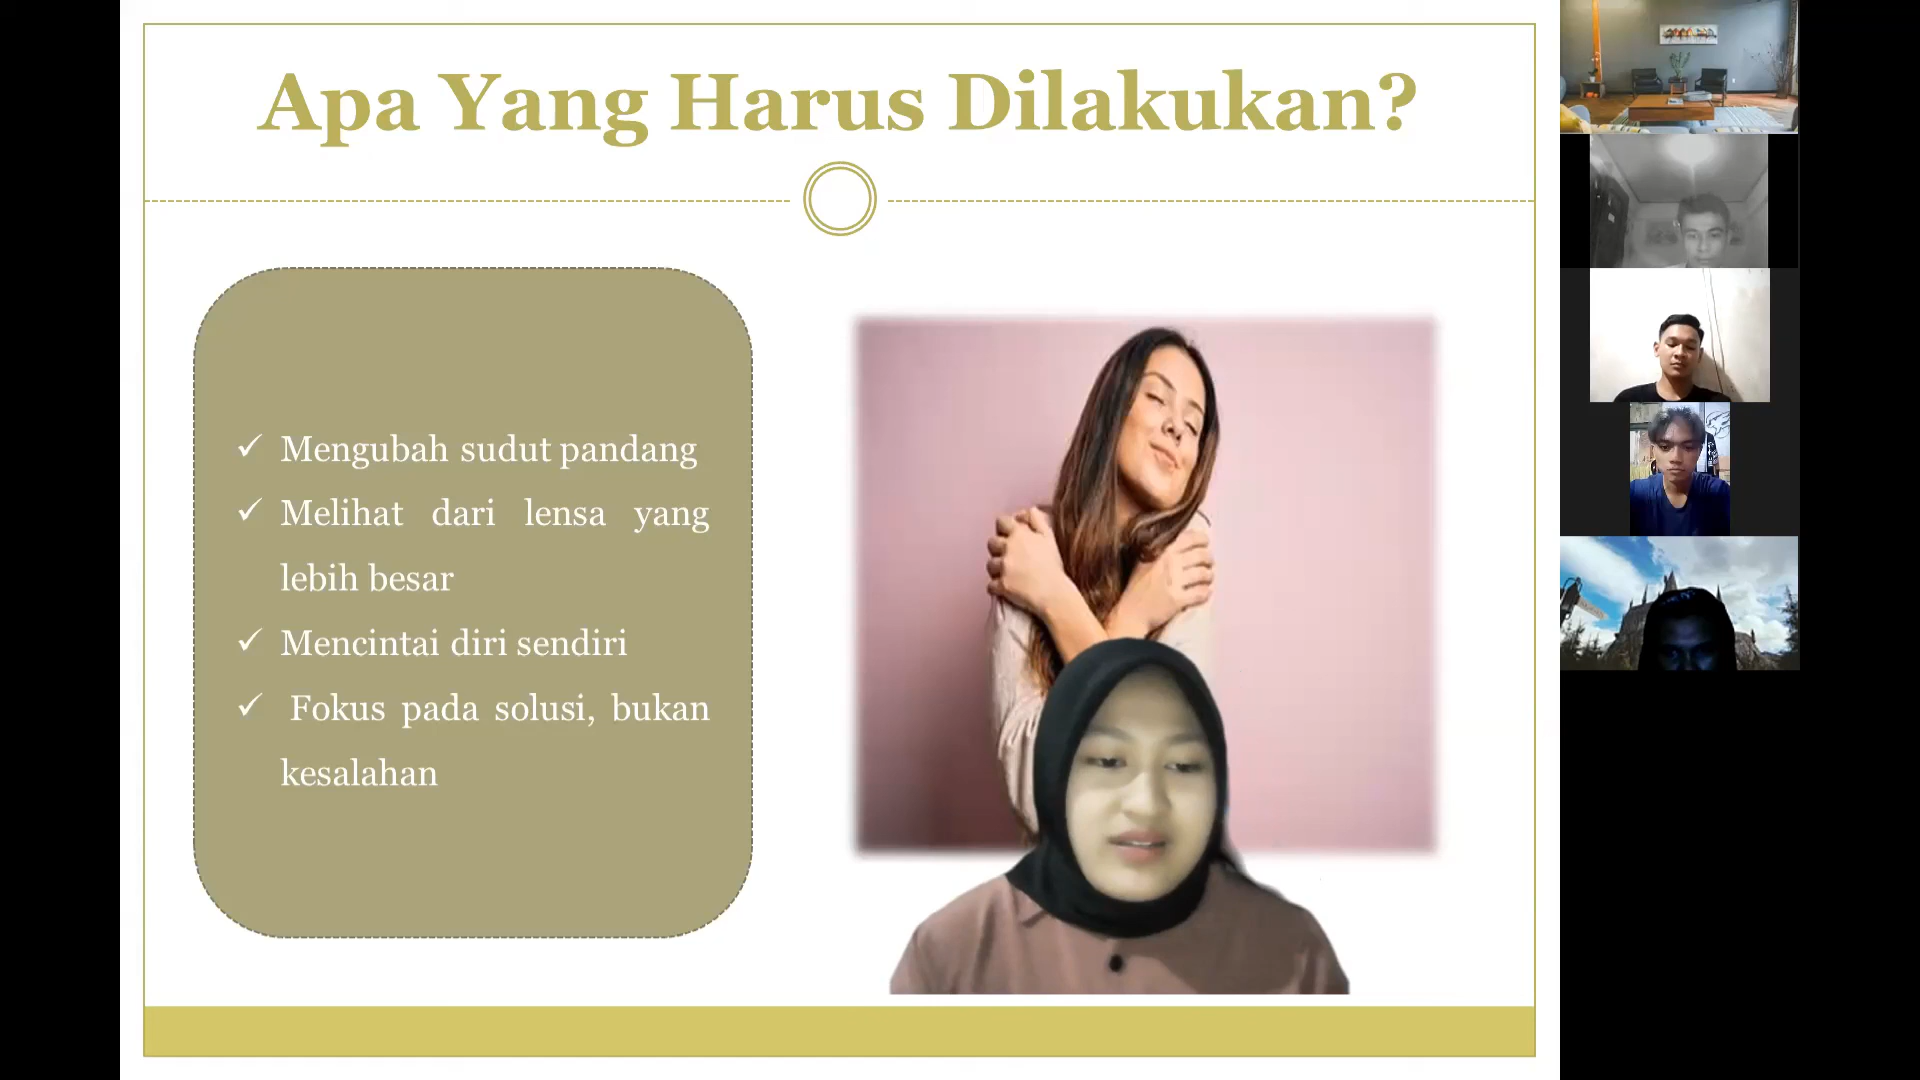 Apa Yang Harus Dilakukan?
✓ Mengubah sudut pandang
✓ Melihat dari lensa yang
lebih besar
✓ Mencintai diri sendiri
✓ Fokus pada solusi, bukan
kesalahan